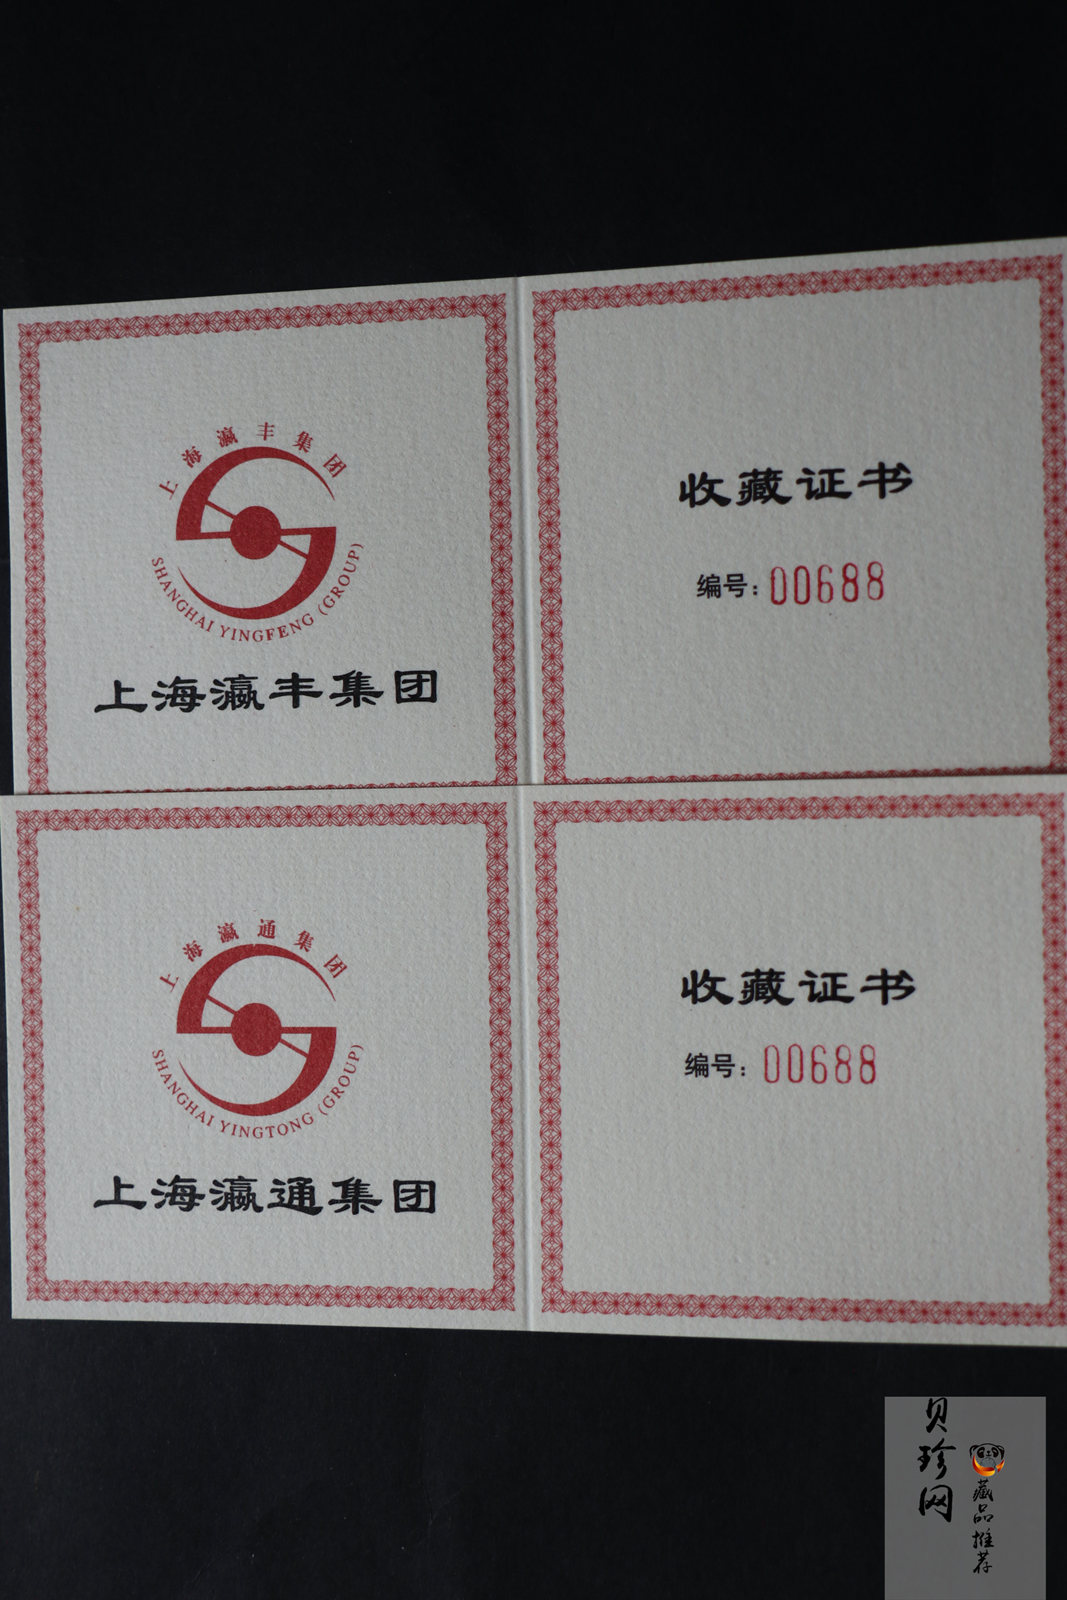 上海瀛丰集团
SHANGHAI YINGFENG (GROUP)
上海瀛丰集团
收藏证书
编号: 00688
上海瀛通集团
SHANGHAI YINGTONG (GROUP)
上海瀛通集团
收藏证书
编号: 00688
贝珍网
藏品推荐